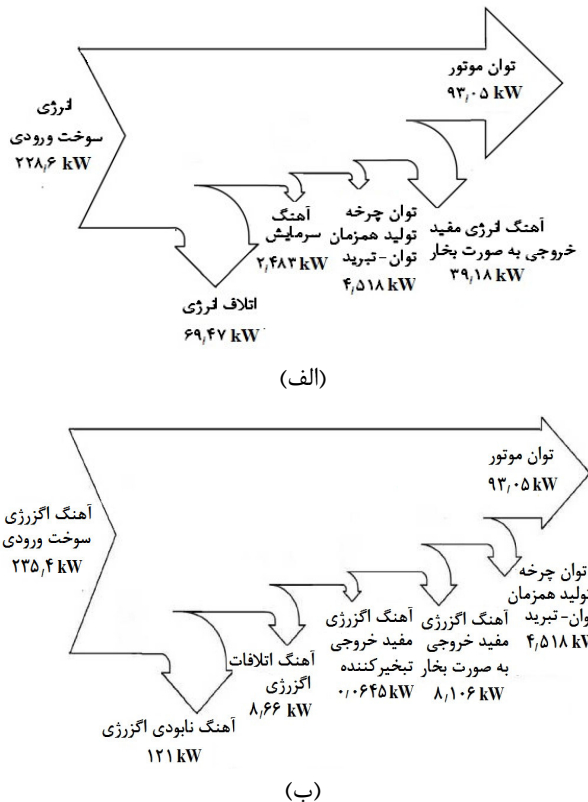 توان موتور
۹۳٫۰۵ kW
انرژی
سوخت ورودی
۲۲۸٫۶ kW
آهنگ
سرمایش
۲٫۴۸۳ kW
توان چرخه
تولید همزمان
توان-تبرید
۴٫۵۱۸ kW
آهنگ انرژی مفید
خروجی به صورت بخار
۳۹٫۱۸ kW
اتلاف انرژی
۶۹٫۴۷ kW
(الف)
توان موتور
۹۳٫۰۵ kW
آهنگ اگزرژی
سوخت ورودی
۲۳۵٫۴ kW
توان چرخه
تولید همزمان
توان-تبرید
۴٫۵۱۸ kW
آهنگ اگزرژی
مفید خروجی
به صورت بخار
۸٫۱۰۶ kW
آهنگ اگزرژی
مفید خروجی
تبخیرکننده
۰٫۰۶۴۵ kW
آهنگ اتلافات
اگزرژی
۸٫۶۶ kW
آهنگ نابودی اگزرژی
۱۲۱ kW
(ب)